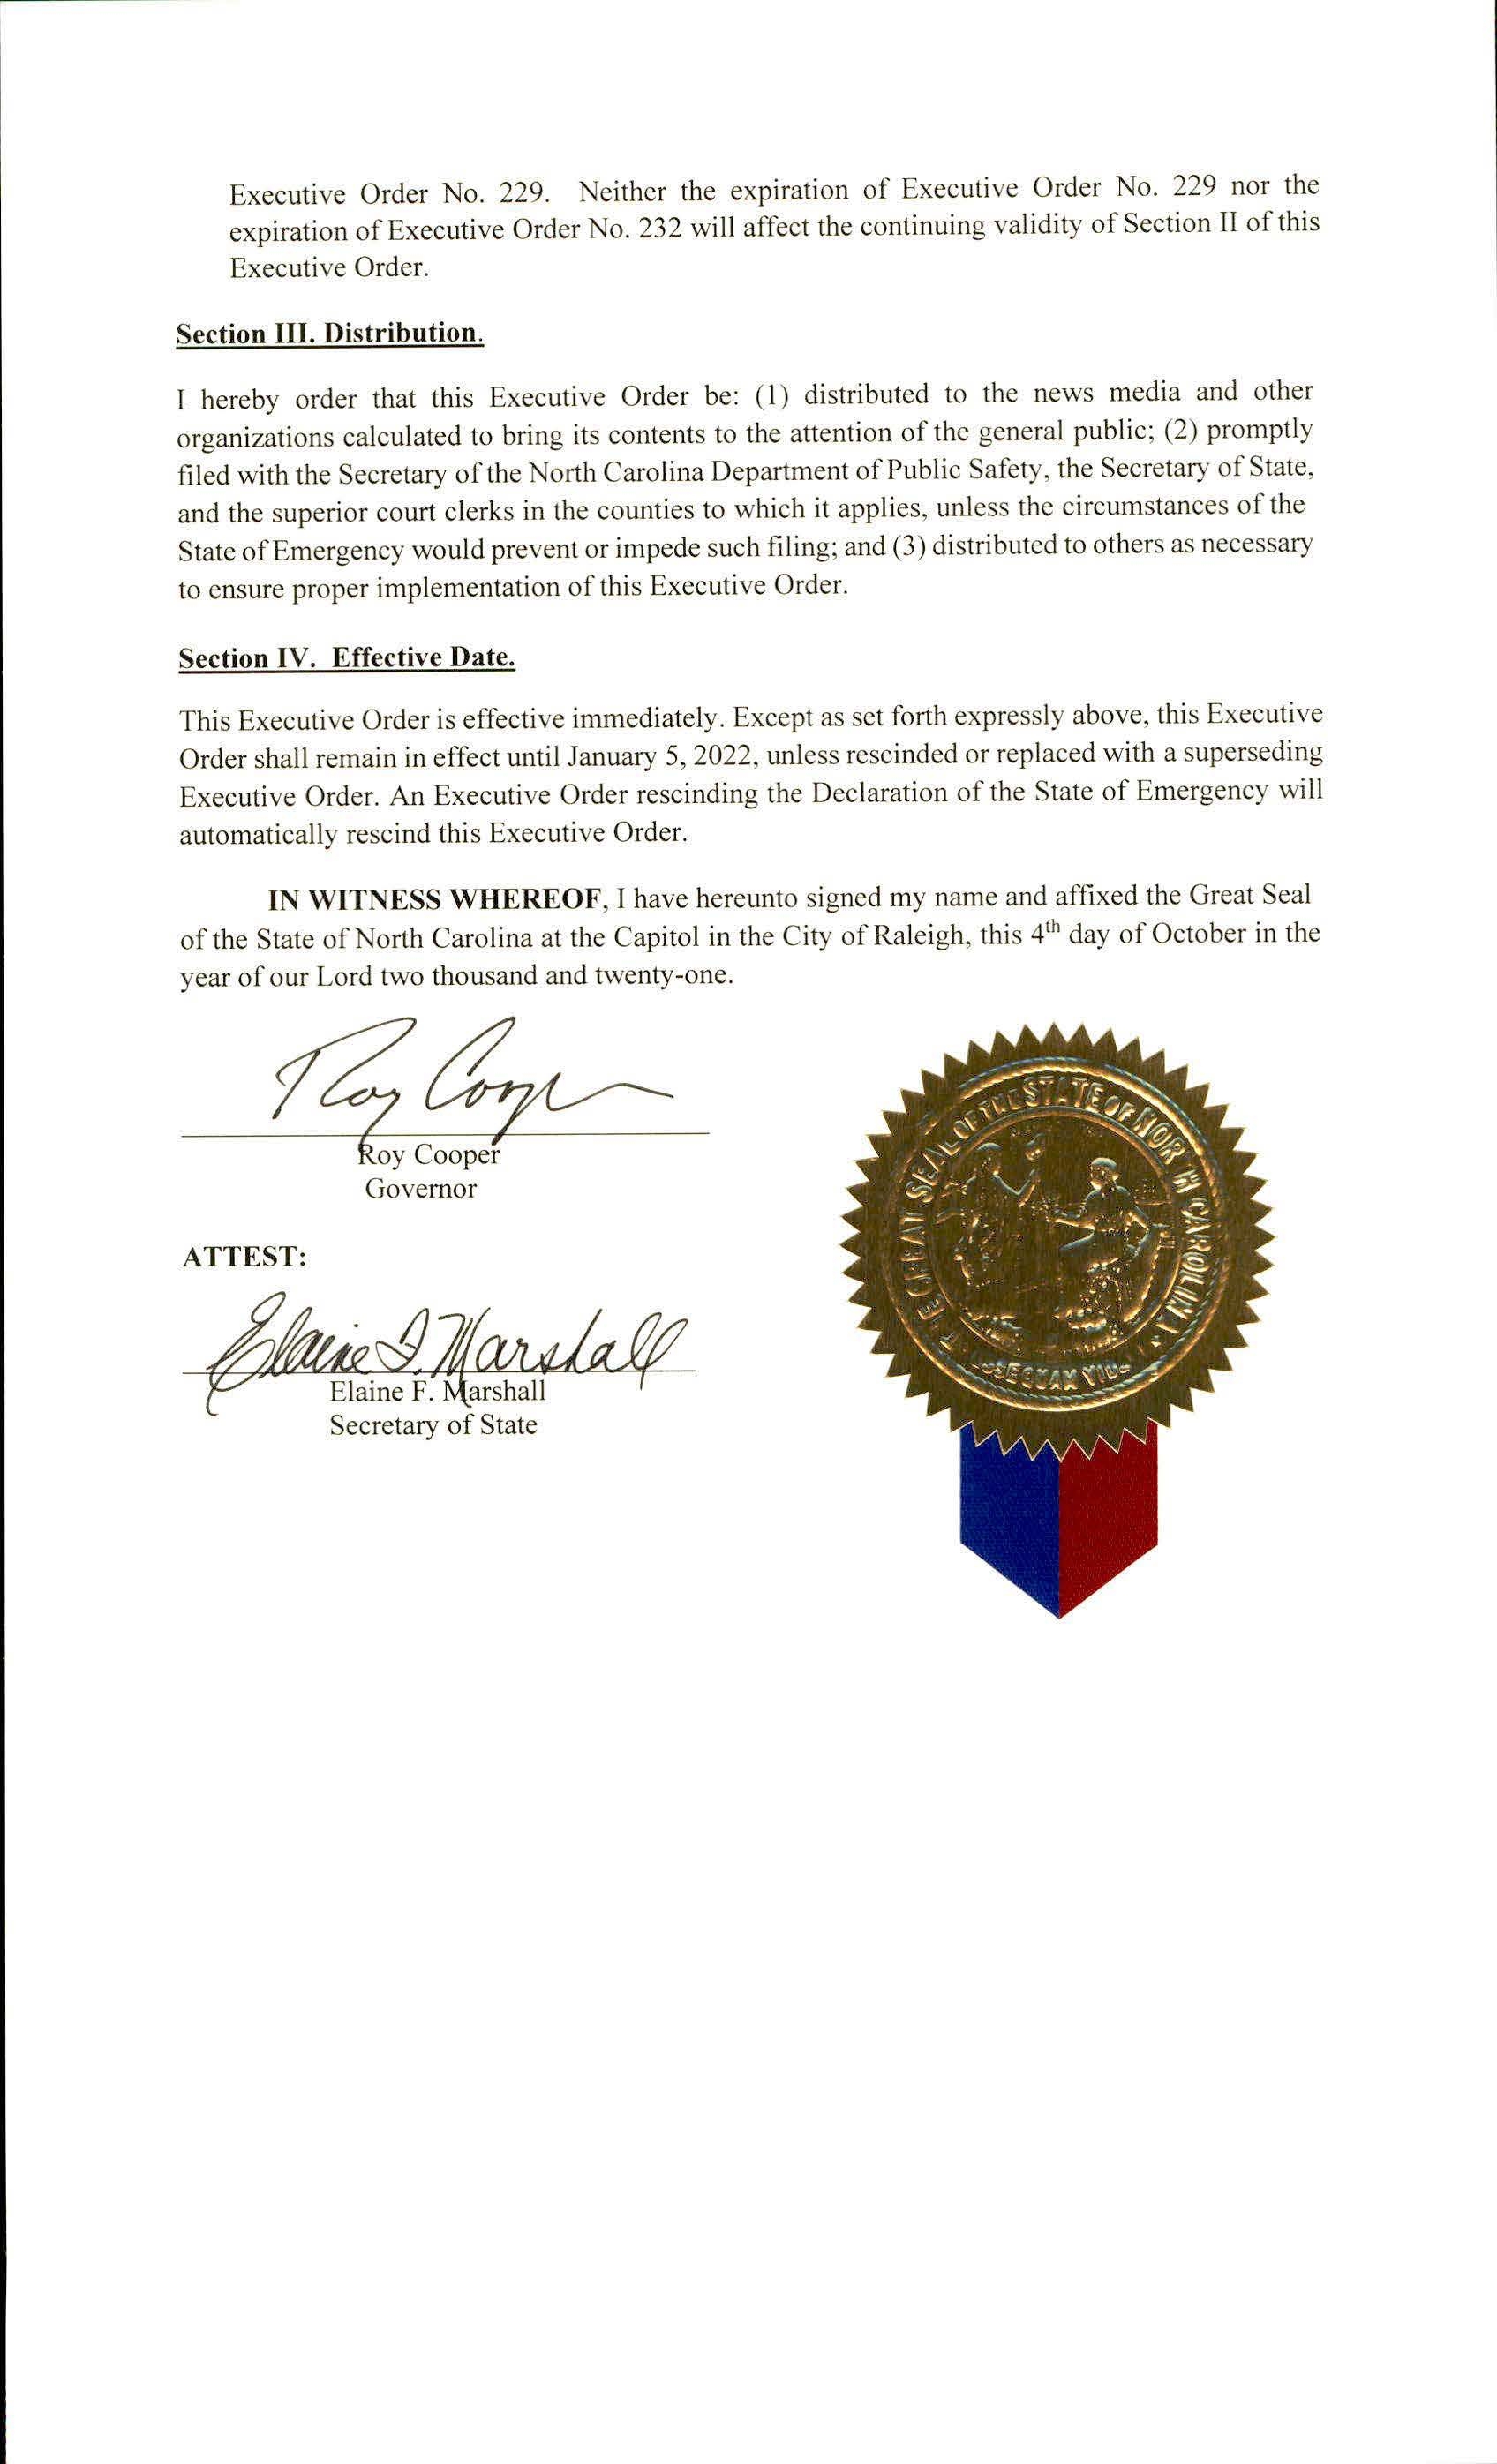 Executive Order No. 229. Neither the expiration of Executive Order No. 229 nor the
expiration of Executive Order No. 232 will affect the continuing validity of Section II of this
Executive Order.
Section III. Distribution.
I hereby order that this Executive Order be: (1) distributed to the news media and other
organizations calculated to bring its contents to the attention of the general public; (2) promptly
filed with the Secretary of the North Carolina Department of Public Safety, the Secretary of State,
and the superior court clerks in the counties to which it applies, unless the circumstances of the
State of Emergency would prevent or impede such filing; and (3) distributed to others as necessary
to ensure proper implementation of this Executive Order.
Section IV. Effective Date.
This Executive Order is effective immediately. Except as set forth expressly above, this Executive
Order shall remain in effect until January 5, 2022, unless rescinded or replaced with a superseding
Executive Order. An Executive Order rescinding the Declaration of the State of Emergency will
automatically rescind this Executive Order.
IN WITNESS WHEREOF, I have hereunto signed my name and affixed the Great Seal
of the State of North Carolina at the Capitol in the City of Raleigh, this 4th day of October in the
year of our Lord two thousand and twenty-one.
Roy Cooper
Roy Cooper
Governor
ATTEST:
Elaine F. Marshall
Elaine F. Marshall
Secretary of State
GREAT SEAL OF THE STATE OF NORTH CAROLINA